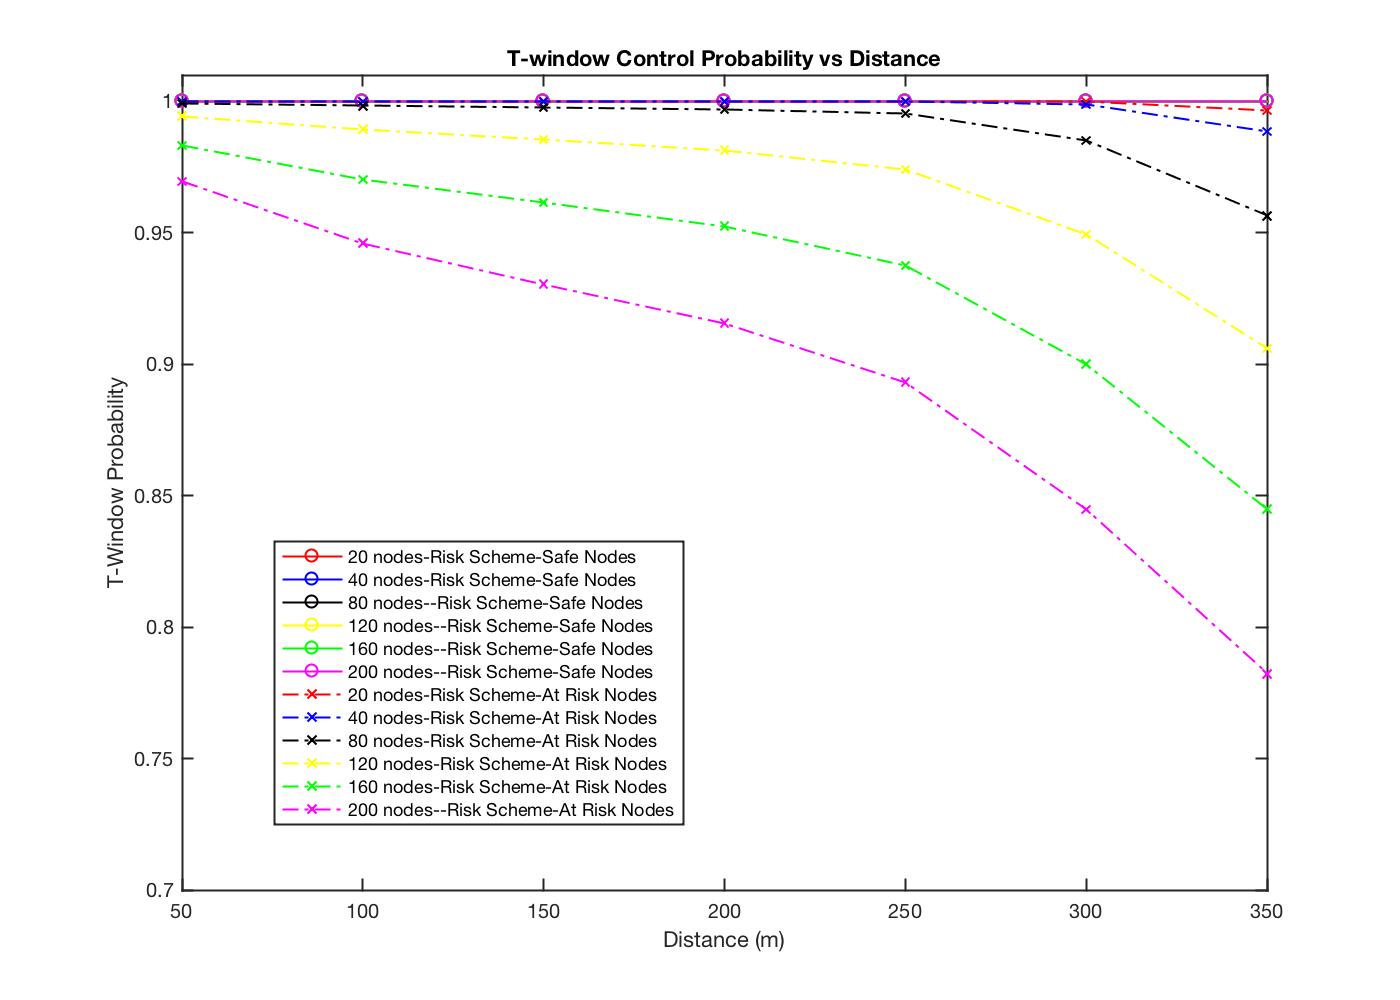 T-window Control Probability vs Distance
1
0.95
0.9
0.85
0.8
0.75
0.7
T-Window Probability
20 nodes-Risk Scheme-Safe Nodes
40 nodes-Risk Scheme-Safe Nodes
80 nodes--Risk Scheme-Safe Nodes
120 nodes--Risk Scheme-Safe Nodes
160 nodes--Risk Scheme-Safe Nodes
200 nodes--Risk Scheme-Safe Nodes
20 nodes-Risk Scheme-At Risk Nodes
40 nodes-Risk Scheme-At Risk Nodes
80 nodes-Risk Scheme-At Risk Nodes
120 nodes-Risk Scheme-At Risk Nodes
160 nodes-Risk Scheme-At Risk Nodes
200 nodes--Risk Scheme-At Risk Nodes
50 100 150 200 250 300 350
Distance (m)